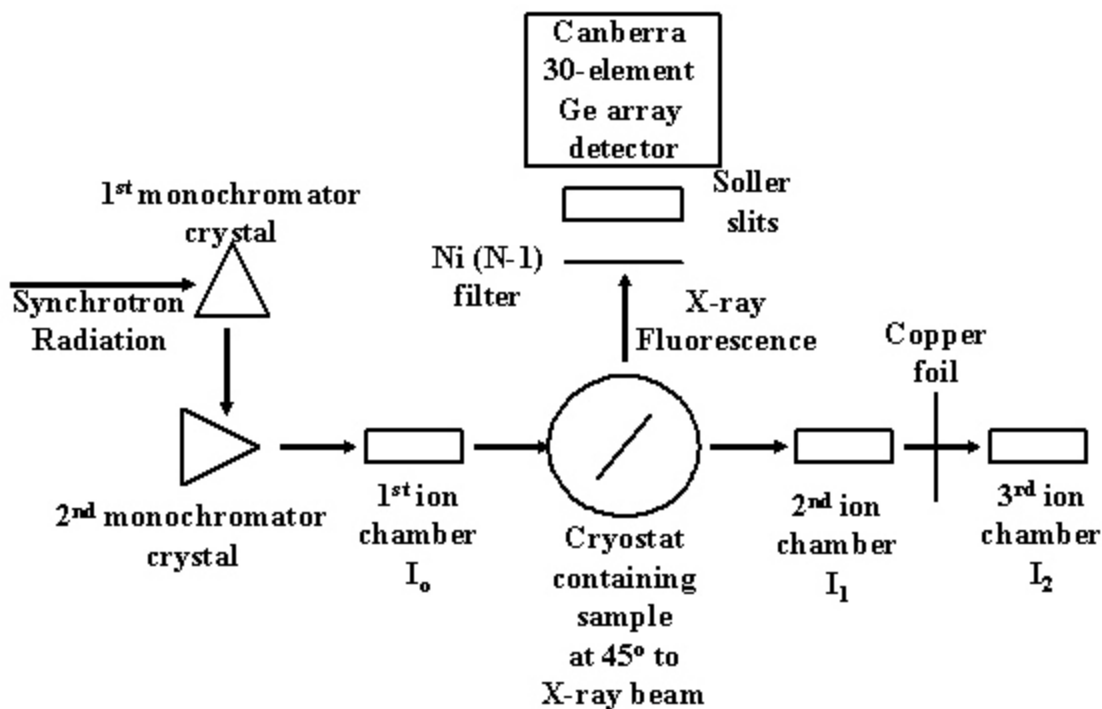 Canberra
30-element
Ge array
detector
Soller
slits
1st monochromator
crystal
Ni (N-1)
filter
Synchrotron
Radiation
X-ray
Fluorescence
Copper
foil
2nd monochromator
crystal
1st ion
chamber
Io
Cryostat
containing
sample
at 45o to
X-ray beam
2nd ion
chamber
I1
3rd ion
chamber
I2